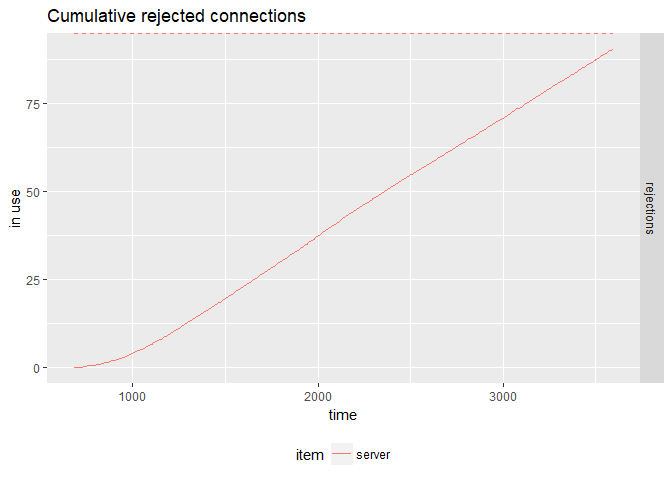 Cumulative rejected connections
in use
75
50
25
0
rejections
1000 2000 3000
time
item server